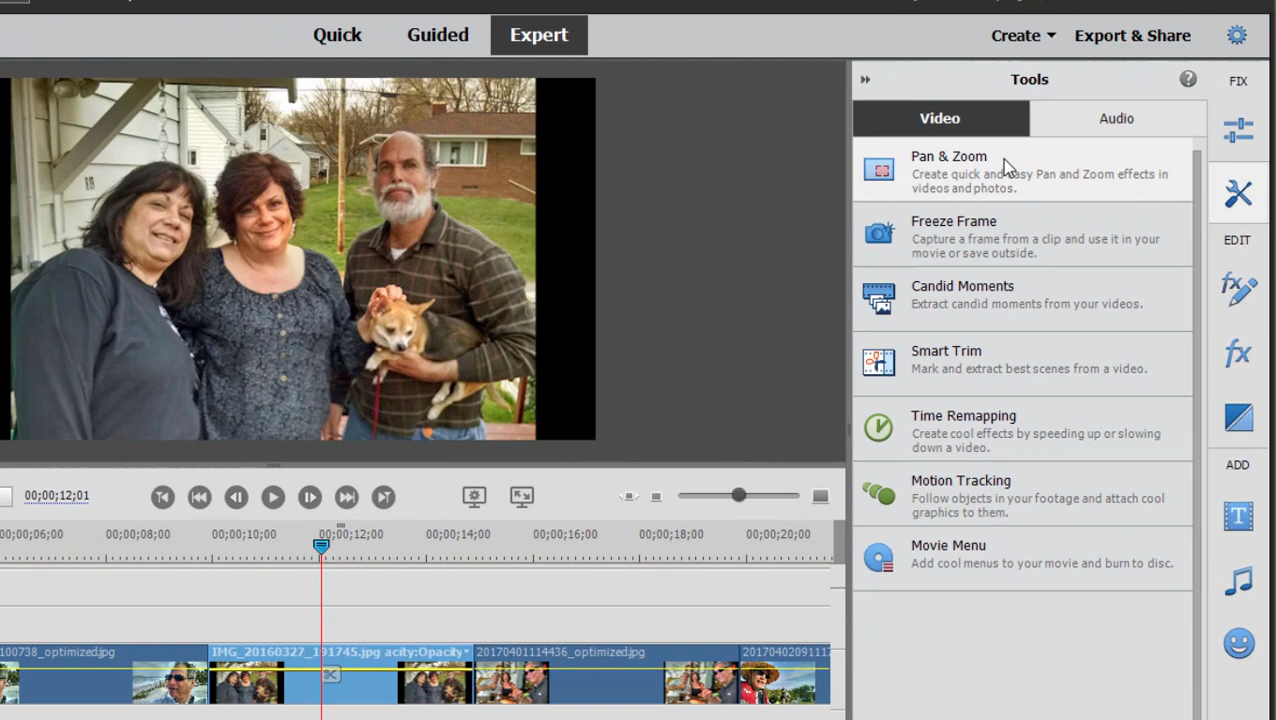 Quick Guided Expert Create Export & Share
Tools FIX
Video Audio
Pan & Zoom
Create quick and easy Pan and Zoom effects in
videos and photos.
Freeze Frame
Capture a frame from a clip and use it in your
movie or save outside.
EDIT
Candid Moments
Extract candid moments from your videos.
Smart Trim
Mark and extract best scenes from a video.
Time Remapping
Create cool effects by speeding up or slowing
down a video.
ADD
Motion Tracking
Follow objects in your footage and attach cool
graphics to them.
Movie Menu
Add cool menus to your movie and burn to disc.
00;00;12;01
00;00;06;00 00;00;08;00 00;00;10;00 00;00;12;00 00;00;14;00 00;00;16;00 00;00;18;00 00;00;20;00
100738_optimized.jpg IMG_20160327_191745.jpg acity:Opacity 20170401114436_optimized.jpg 2017040209111